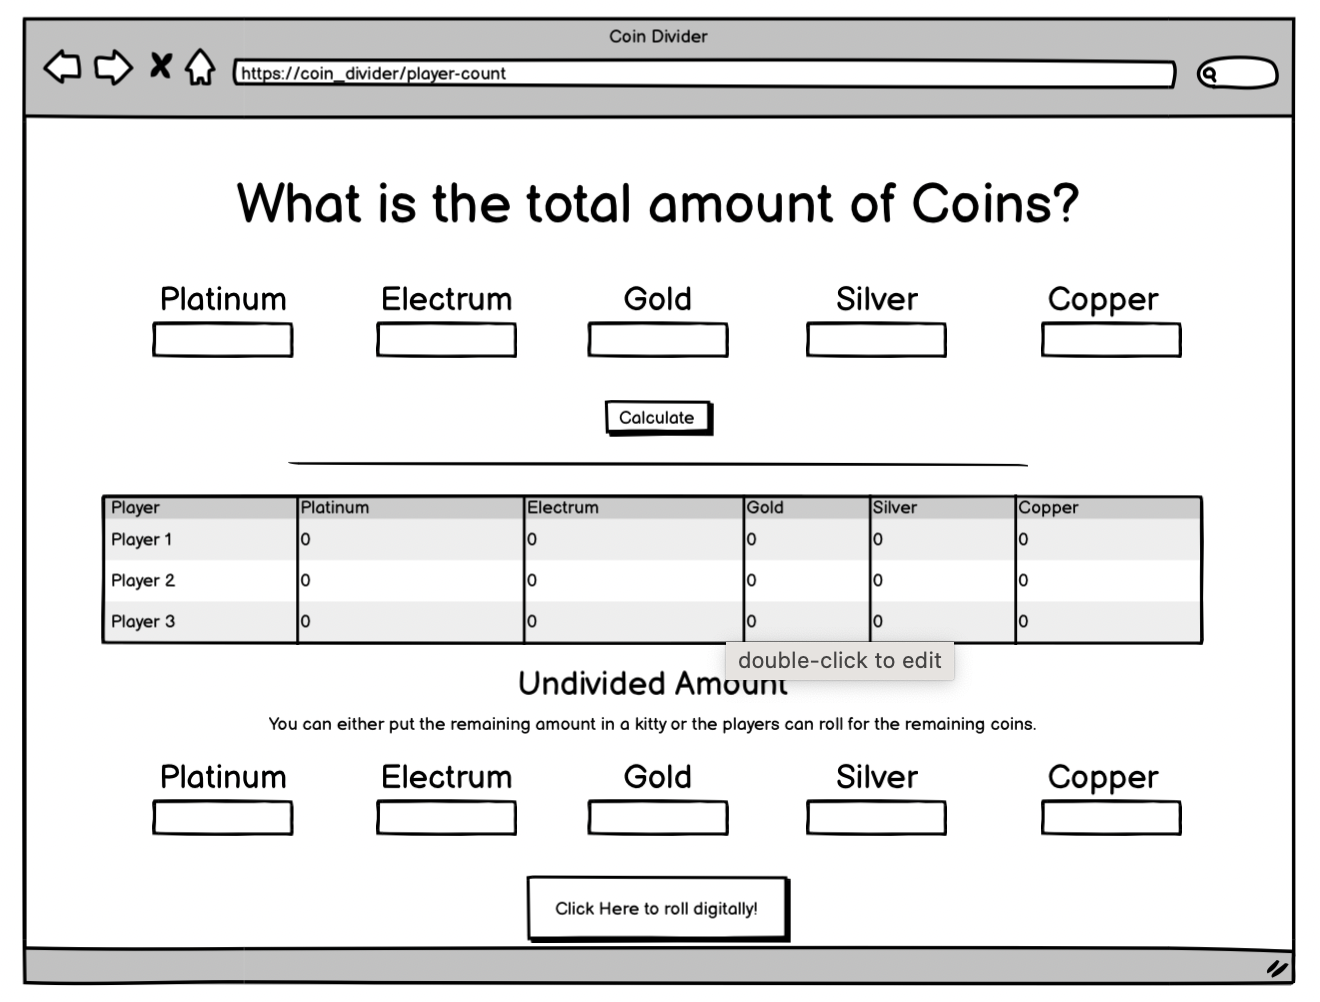 Coin Divider
https://coin_divider/player-count
What is the total amount of Coins?
Platinum Electrum Gold Silver Copper
Calculate
Player Platinum Electrum Gold Silver Copper
Player 1 0 0 0 0 0
Player 2 0 0 0 0 0
Player 3 0 0 0 0 0
double-click to edit
Undivided Amount
You can either put the remaining amount in a kitty or the players can roll for the remaining coins.
Platinum Electrum Gold Silver Copper
Click Here to roll digitally!